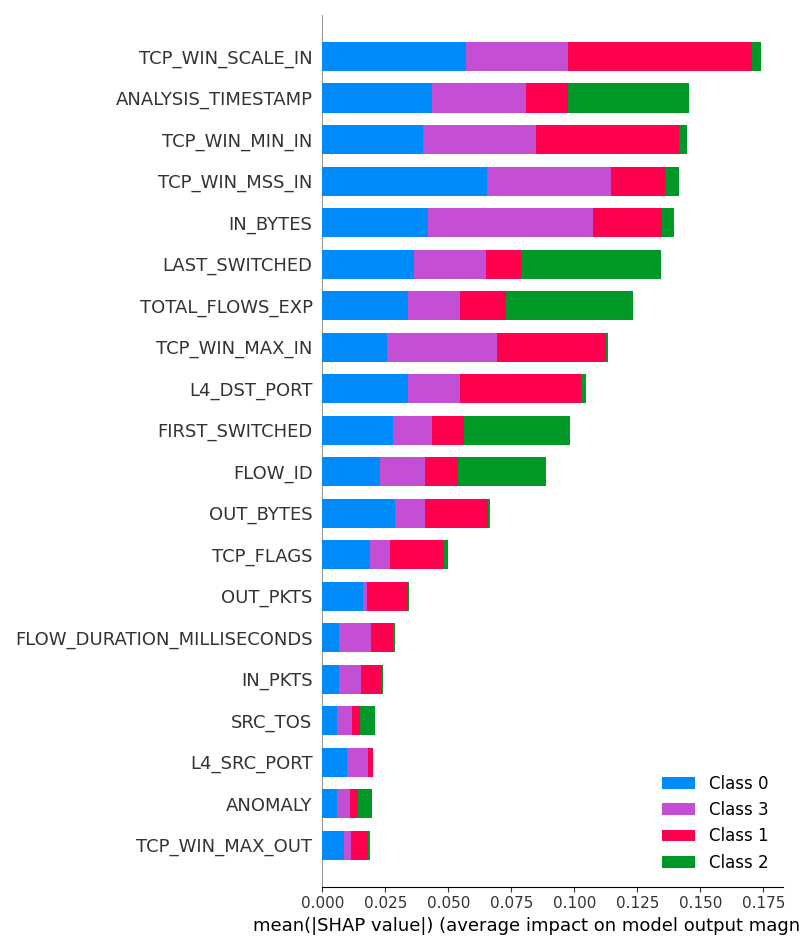 TCP_WIN_SCALE_IN
ANALYSIS_TIMESTAMP
TCP_WIN_MIN_IN
TCP_WIN_MSS_IN
IN_BYTES
LAST_SWITCHED
TOTAL_FLOWS_EXP
TCP_WIN_MAX_IN
L4_DST_PORT
FIRST_SWITCHED
FLOW_ID
OUT_BYTES
TCP_FLAGS
OUT_PKTS
FLOW_DURATION_MILLISECONDS
IN_PKTS
SRC_TOS
L4_SRC_PORT
ANOMALY
TCP_WIN_MAX_OUT
Class 0
Class 3
Class 1
Class 2
0.000 0.025 0.050 0.075 0.100 0.125 0.150 0.175
mean(|SHAP value|) (average impact on model output magn